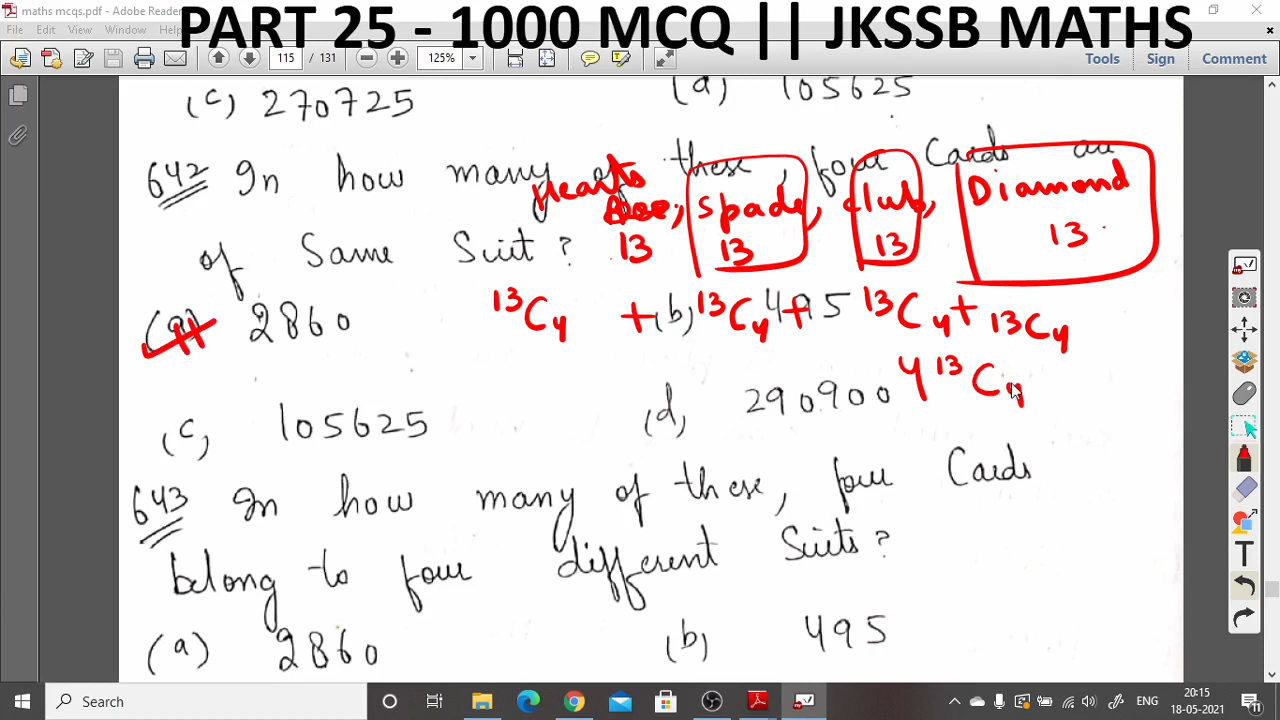 maths mcqs.pdf - Adobe Reader
PART 25 - 1000 MCQ || JKSSB MATHS
File Edit View Window
115 / 131 125% Tools Sign Comment
(c) 270725 (a) 105625
642 In how many of these, four Cards are
Hearts
Spade, Club, Diamond
of Same Suit? 13 13 13 13
(a) 2860 (b) 495
13C4 + 13C4 + 13C4 + 13C4
4 13C4
(c) 105625 (d) 290900
643 In how many of these, four Cards
belong to four different Suits?
(a) 2860 (b) 495
Search
ENG
20:15
18-05-2021
11